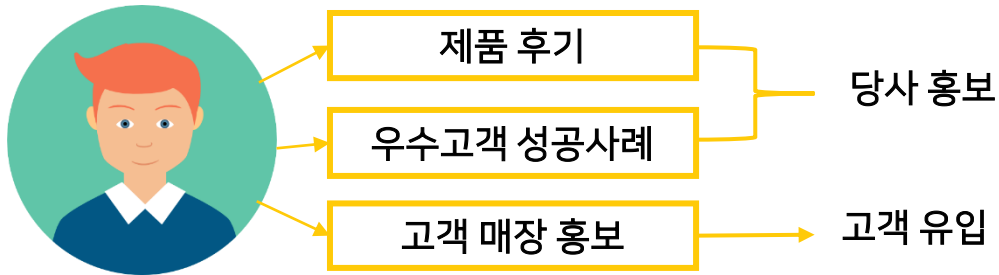 제품 후기
우수고객 성공사례
당사 홍보
고객 매장 홍보
고객 유입